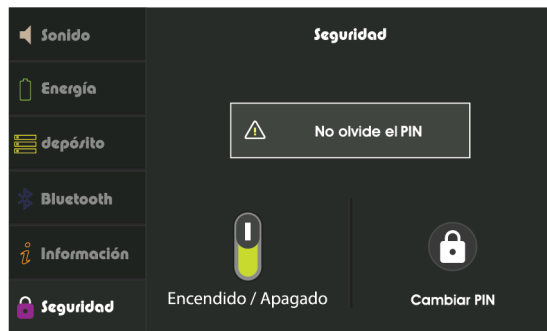 Sonido
Energía
depósito
Bluetooth
Información
Seguridad
Seguridad
No olvide el PIN
Encendido / Apagado
Cambiar PIN